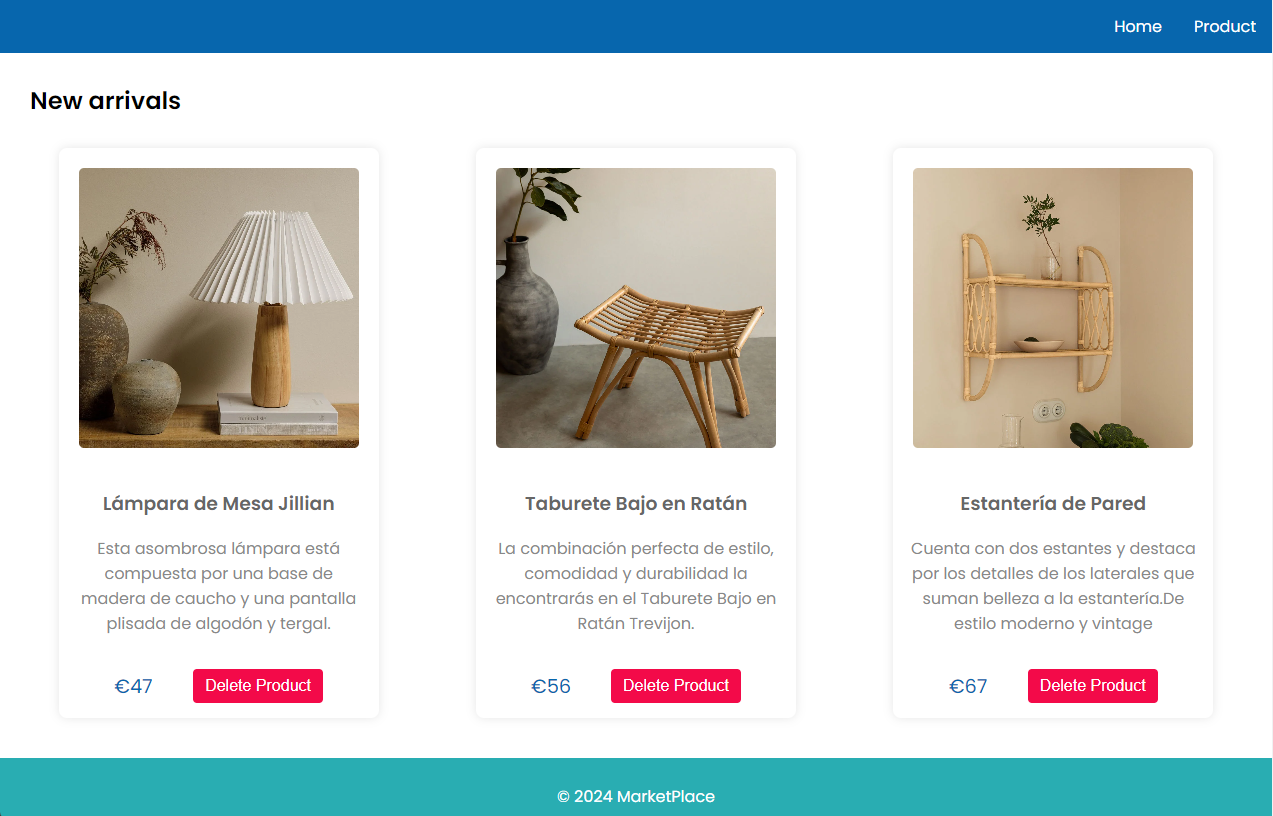 Home Product
New arrivals
Lámpara de Mesa Jillian
Esta asombrosa lámpara está
compuesta por una base de
madera de caucho y una pantalla
plisada de algodón y tergal.
€47 Delete Product
Taburete Bajo en Ratán
La combinación perfecta de estilo,
comodidad y durabilidad la
encontrarás en el Taburete Bajo en
Ratán Trevijon.
€56 Delete Product
Estantería de Pared
Cuenta con dos estantes y destaca
por los detalles de los laterales que
suman belleza a la estantería.De
estilo moderno y vintage
€67 Delete Product
© 2024 MarketPlace